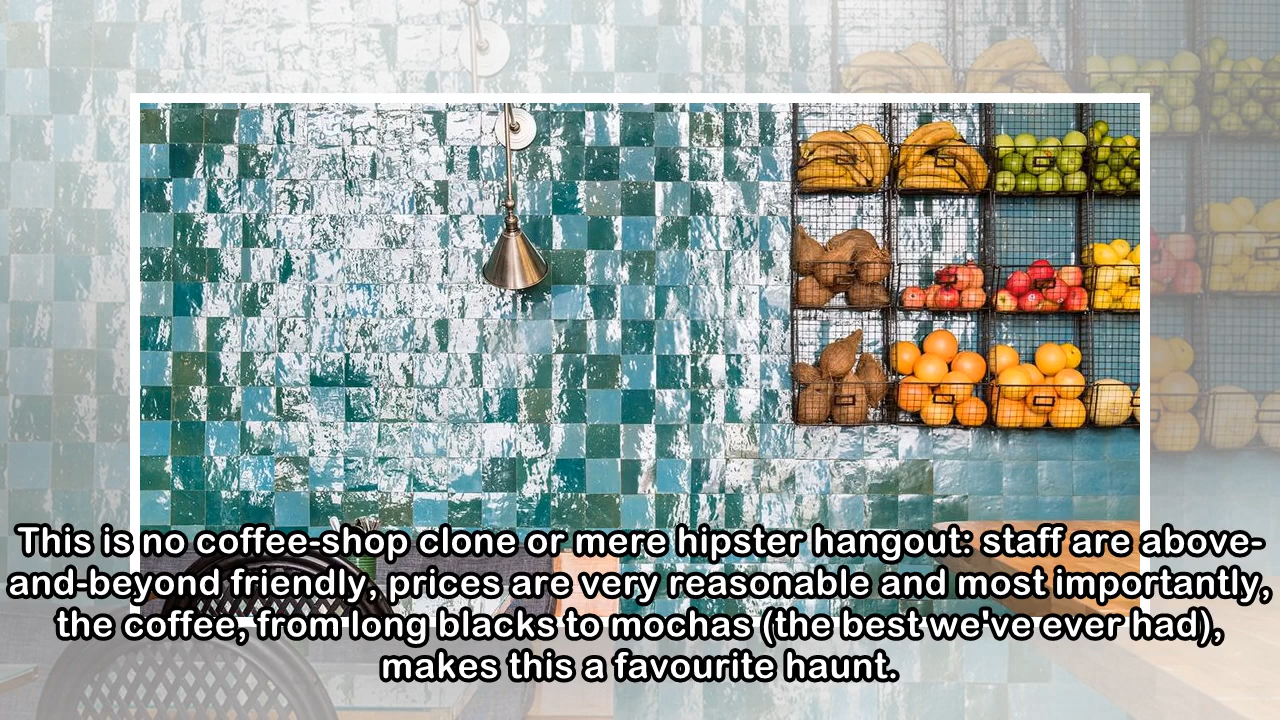 This is no coffee-shop clone or mere hipster hangout: staff are above-
and-beyond friendly, prices are very reasonable and most importantly,
the coffee, from long blacks to mochas (the best we've ever had),
makes this a favourite haunt.